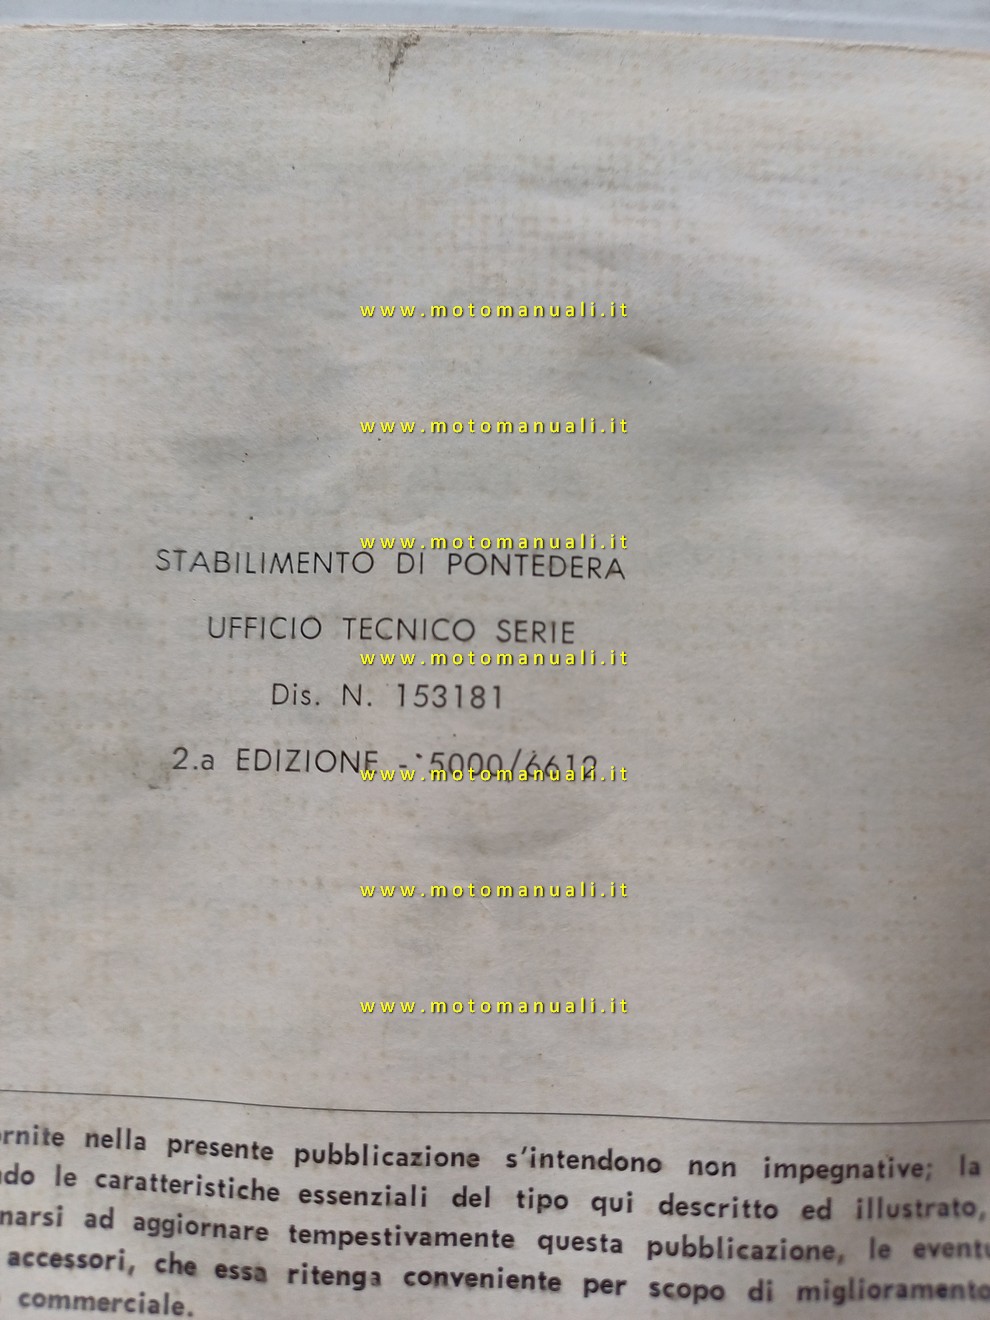 www.motomanuali.it
www.motomanuali.it
www.motomanuali.it
STABILIMENTO DI PONTEDERA
UFFICIO TECNICO SERIE
www.motomanuali.it
Dis. N. 153181
2.a EDIZIONE - 5000/6612
www.motomanuali.it
www.motomanuali.it
www.motomanuali.it
nella presente pubblicazione s'intendono non impegnative; la
le caratteristiche essenziali del tipo qui descritto ed illustrato,
ad aggiornare tempestivamente questa pubblicazione, le
accessori, che essa ritenga conveniente per scopo di miglioramento
commerciale.